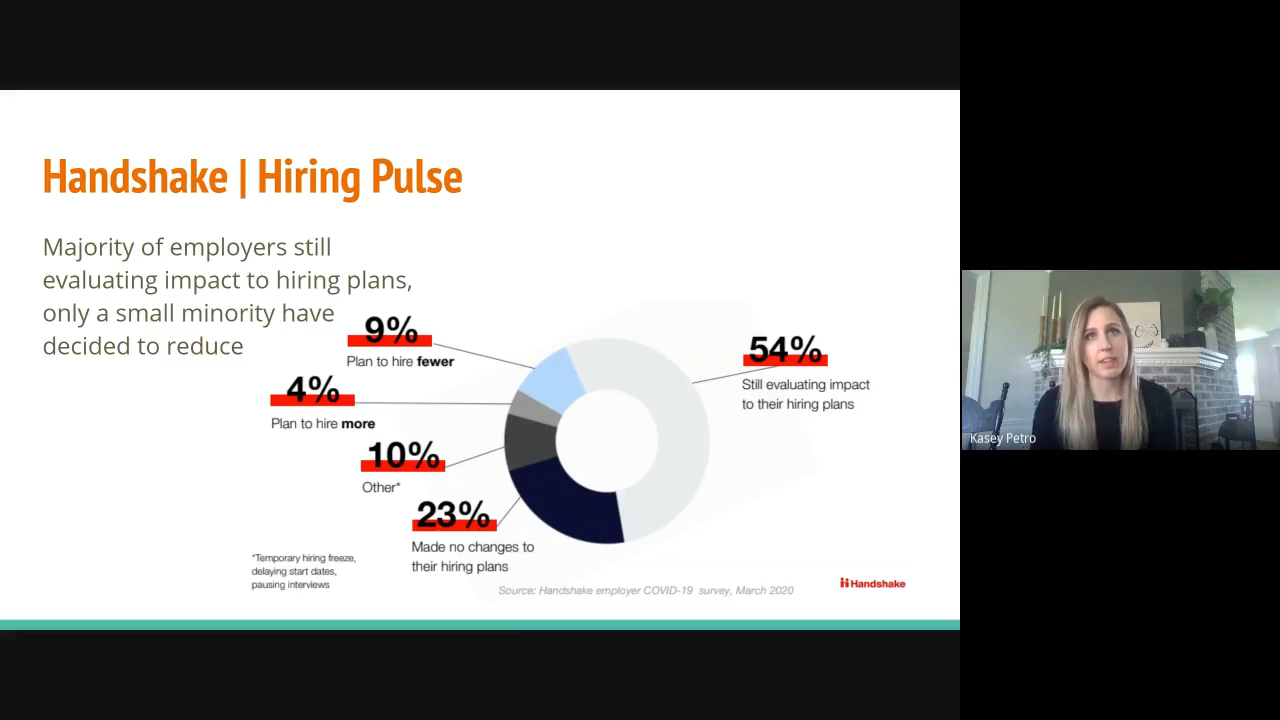 Handshake | Hiring Pulse
Majority of employers still
evaluating impact to hiring plans,
only a small minority have
decided to reduce
9%
Plan to hire fewer
4%
Plan to hire more
10%
Other*
23%
Made no changes to
their hiring plans
54%
Still evaluating impact
to their hiring plans
*Temporary hiring freeze,
delaying start dates,
pausing interviews
Source: Handshake employer COVID-19 survey, March 2020
Handshake
Kasey Petro